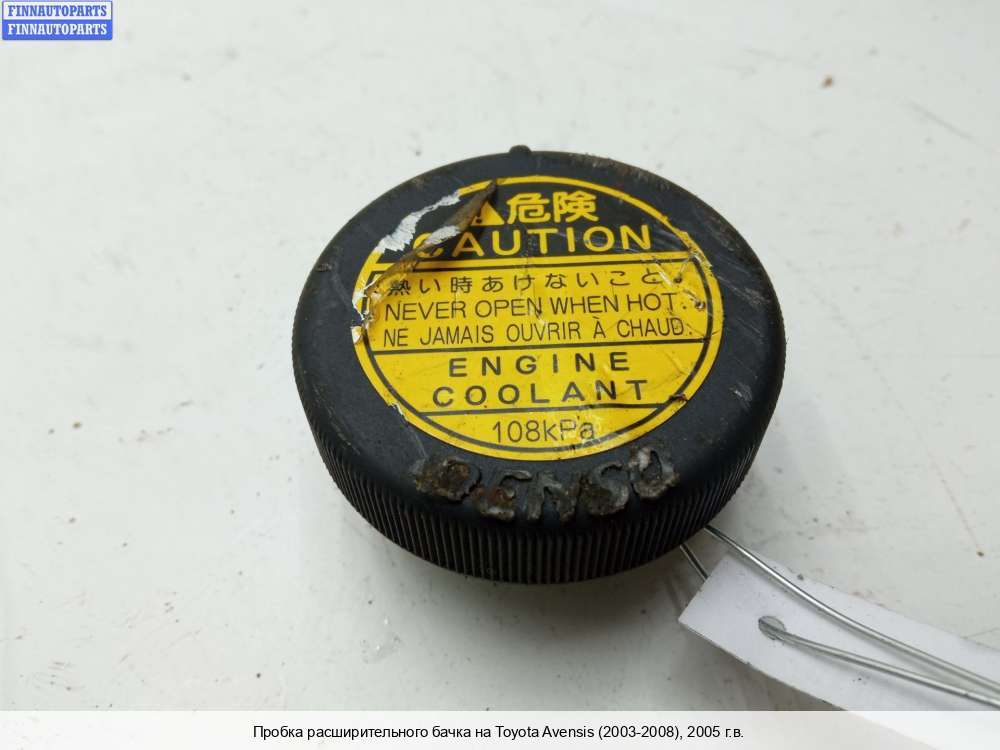 FINNAUTOPARTS
FINNAUTOPARTS
危険
CAUTION
熱い時あけないこと
NEVER OPEN WHEN HOT.
NE JAMAIS OUVRIR À CHAUD.
ENGINE
COOLANT
108kPa
DENSO
Пробка расширительного бачка на Toyota Avensis (2003-2008), 2005 г.в.